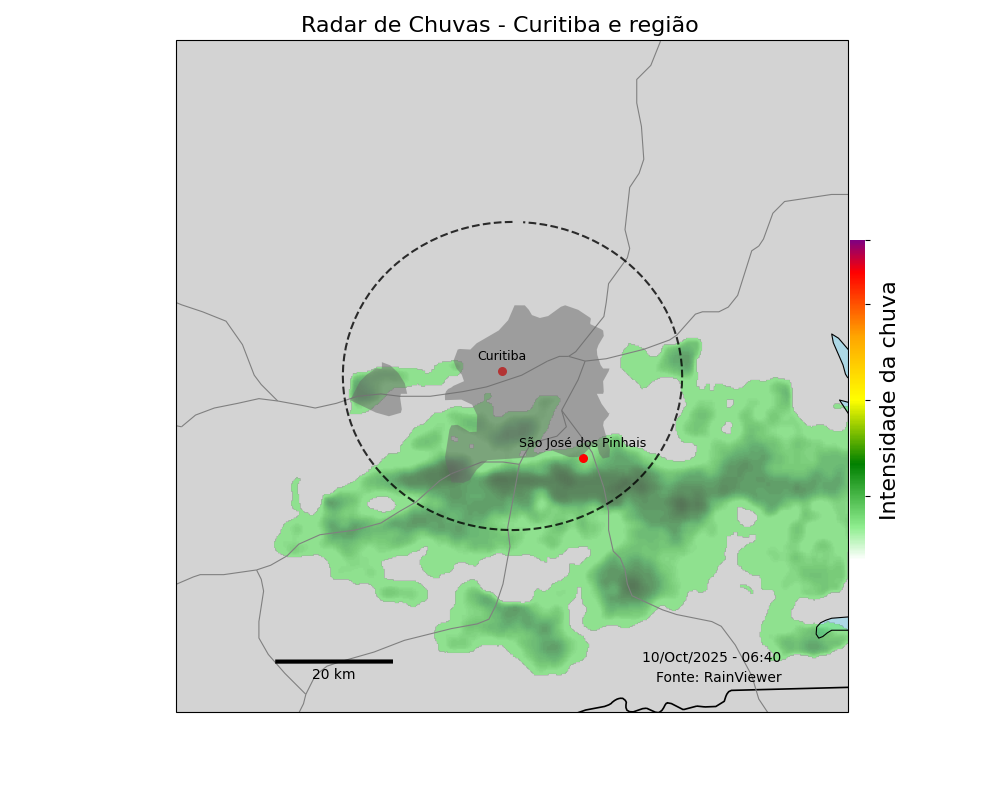 Radar de Chuvas - Curitiba e região
Curitiba
São José dos Pinhais
Intensidade da chuva
10/Oct/2025 - 06:40
Fonte: RainViewer
20 km